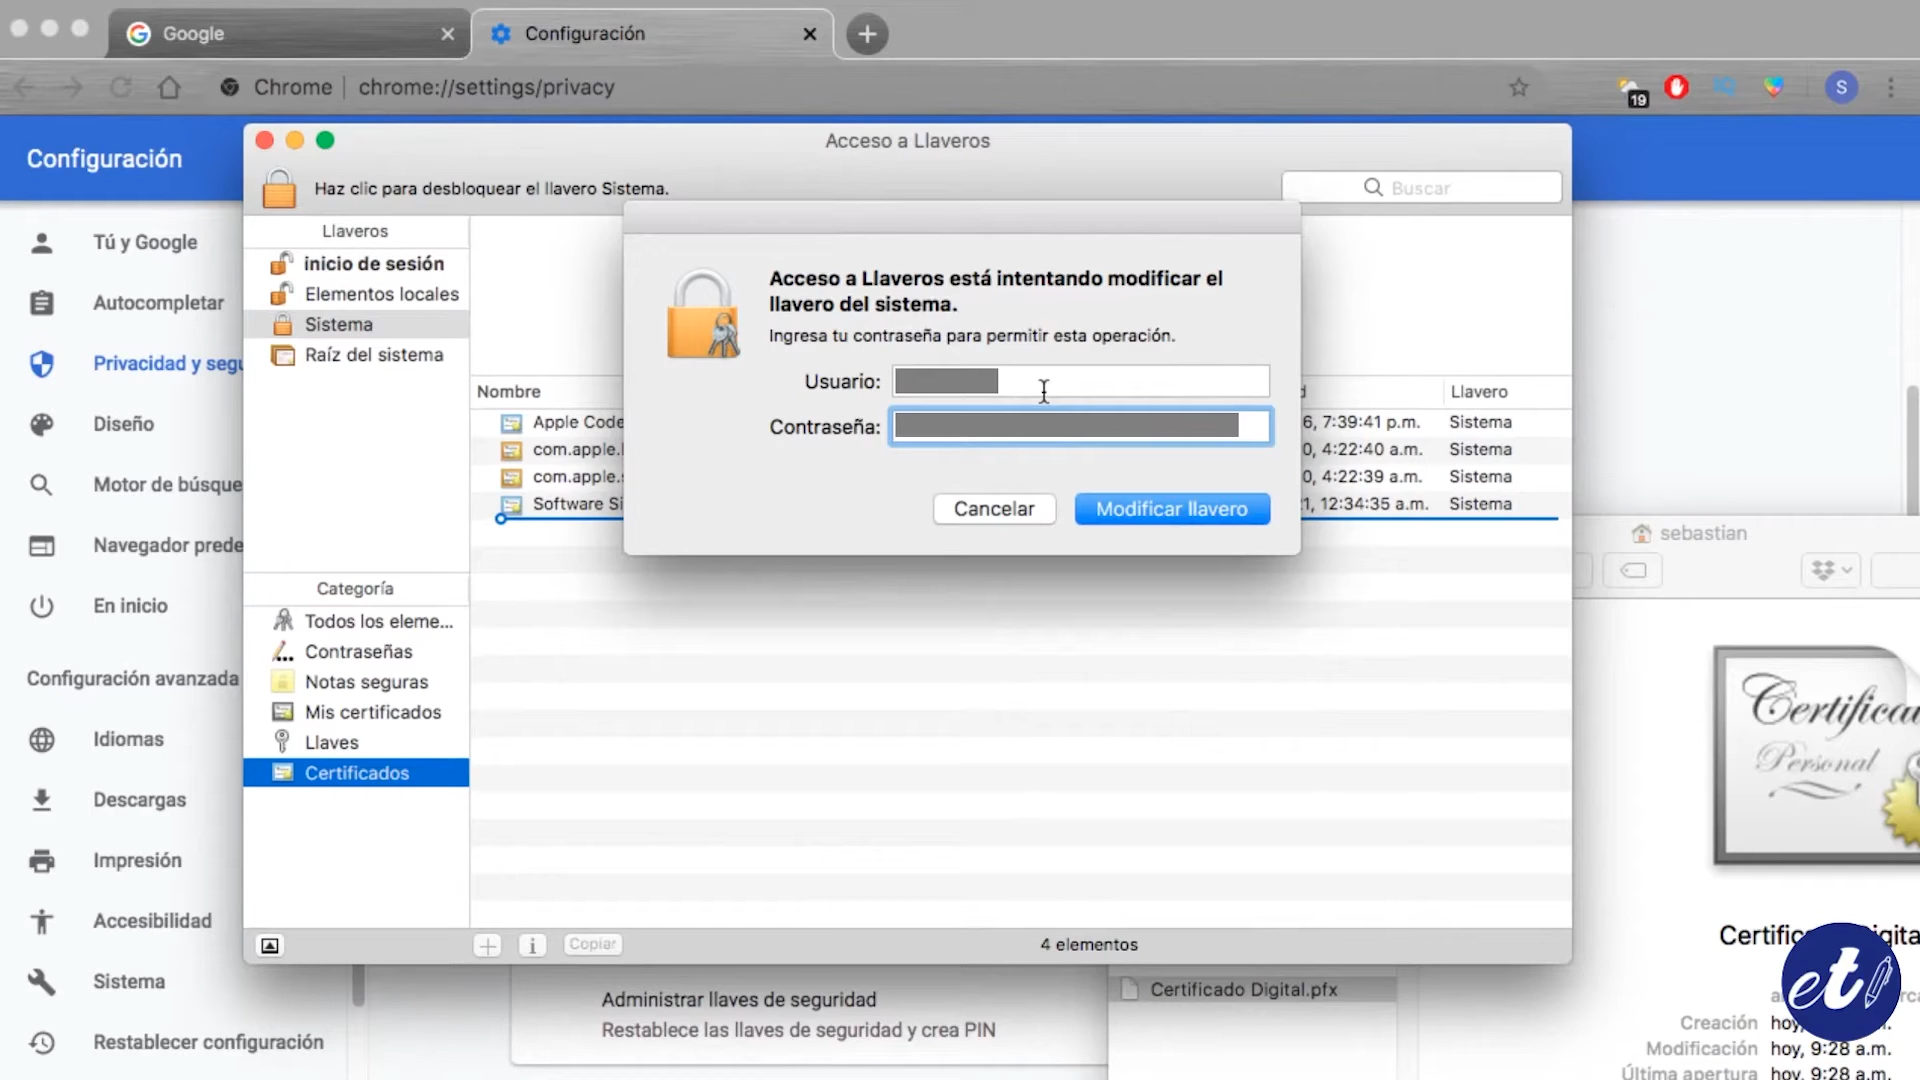 Google
Configuración
Chrome | chrome://settings/privacy
19
S
Configuración
Acceso a Llaveros
Haz clic para desbloquear el llavero Sistema.
Buscar
Tú y Google
Autocompletar
Privacidad y segu
Diseño
Motor de búsque
Navegador prede
En inicio
Configuración avanzada
Idiomas
Descargas
Impresión
Accesibilidad
Sistema
Restablecer configuración
Llaveros
inicio de sesión
Elementos locales
Sistema
Raíz del sistema
Categoría
Todos los eleme...
Contraseñas
Notas seguras
Mis certificados
Llaves
Certificados
Acceso a Llaveros está intentando modificar el
llavero del sistema.
Ingresa tu contraseña para permitir esta operación.
Usuario:
Contraseña:
Cancelar
Modificar llavero
Nombre
d
Llavero
Apple Code
6, 7:39:41 p.m.
Sistema
com.apple.
0, 4:22:40 a.m.
Sistema
com.apple.s
0, 4:22:39 a.m.
Sistema
Software Si
1, 12:34:35 a.m.
Sistema
Copiar
4 elementos
Administrar llaves de seguridad
Restablece las llaves de seguridad y crea PIN
Certificado Digital.pfx
sebastian
Certifica
Personal
Certific
igita
et
Creación hoy,
Modificación hoy, 9:28 a.m.
Última apertura hoy, 9:28 a.m.